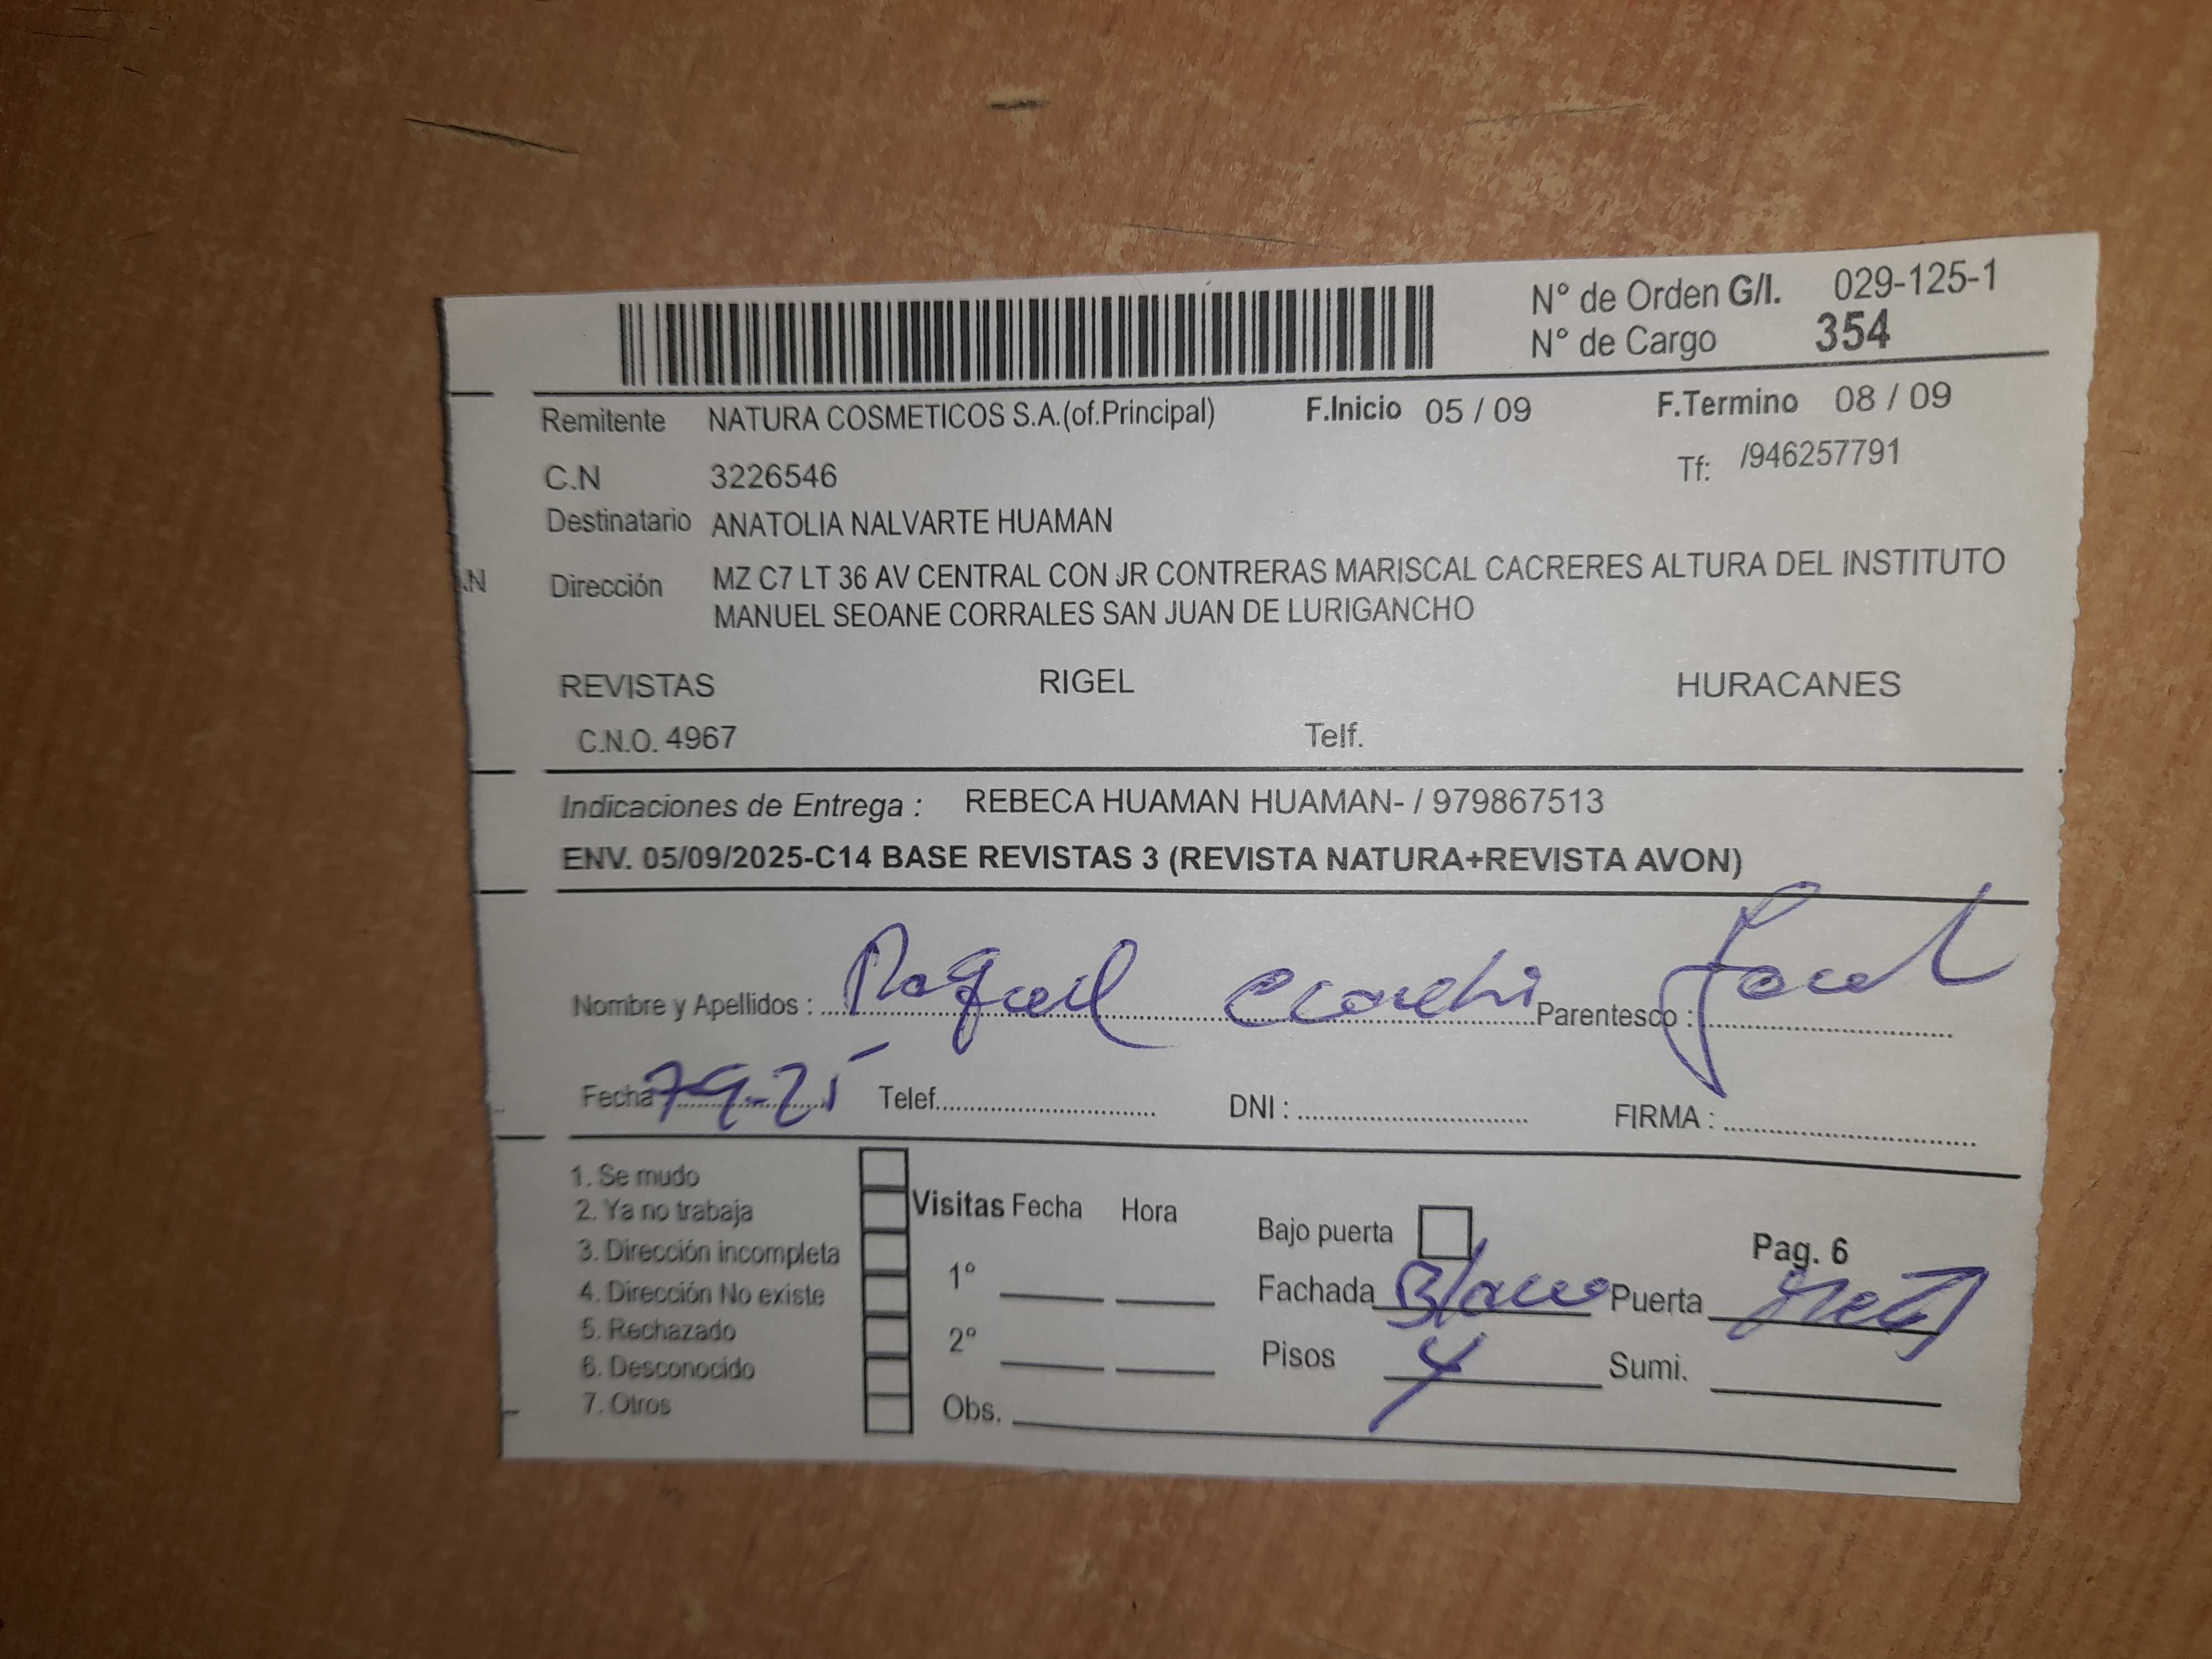 N° de Orden G/I. 029-125-1
N° de Cargo 354
Remitente NATURA COSMETICOS S.A.(of.Principal) F.Inicio 05 / 09 F.Termino 08 / 09
C.N 3226546 Tf: /946257791
Destinatario ANATOLIA NALVARTE HUAMAN
.N Dirección MZ C7 LT 36 AV CENTRAL CON JR CONTRERAS MARISCAL CACRERES ALTURA DEL INSTITUTO
MANUEL SEOANE CORRALES SAN JUAN DE LURIGANCHO
REVISTAS RIGEL HURACANES
C.N.O. 4967 Telf.
Indicaciones de Entrega : REBECA HUAMAN HUAMAN- / 979867513
ENV. 05/09/2025-C14 BASE REVISTAS 3 (REVISTA NATURA+REVISTA AVON)
Nombre y Apellidos : Raquel Parentesco :
Fecha 7-9-25 Telef. DNI : FIRMA :
1. Se mudo
2. Ya no trabaja Visitas Fecha Hora Bajo puerta Pag. 6
3. Dirección incompleta 1° Fachada Blanco Puerta
4. Dirección No existe
5. Rechazado 2° Pisos 4 Sumi.
6. Desconocido
7. Otros Obs.